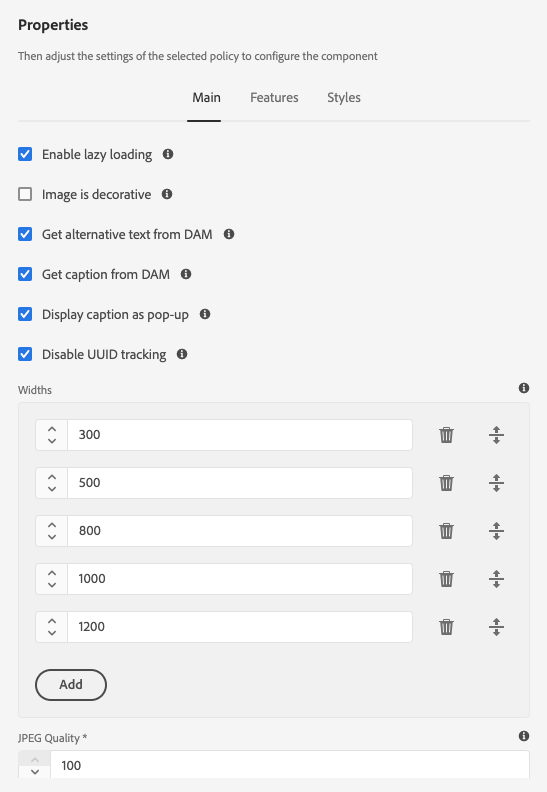 Properties
Then adjust the settings of the selected policy to configure the component
Main Features Styles
Enable lazy loading
Image is decorative
Get alternative text from DAM
Get caption from DAM
Display caption as pop-up
Disable UUID tracking
Widths
300
500
800
1000
1200
Add
JPEG Quality *
100